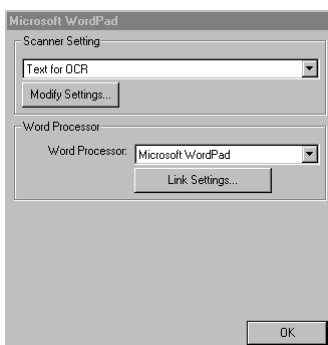 Microsoft WordPad
Scanner Setting
Text for OCR
Modify Settings...
Word Processor
Word Processor: Microsoft WordPad
Link Settings...
OK